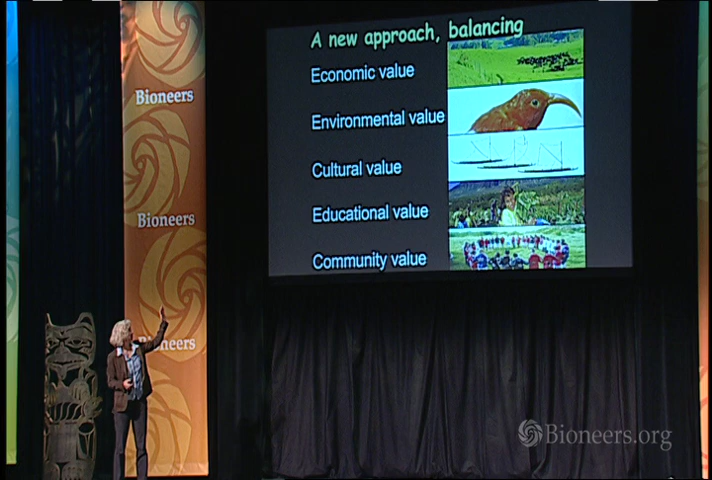 A new approach, balancing
Economic value
Environmental value
Cultural value
Educational value
Community value
Bioneers
Bioneers
Bioneers
Bioneers.org